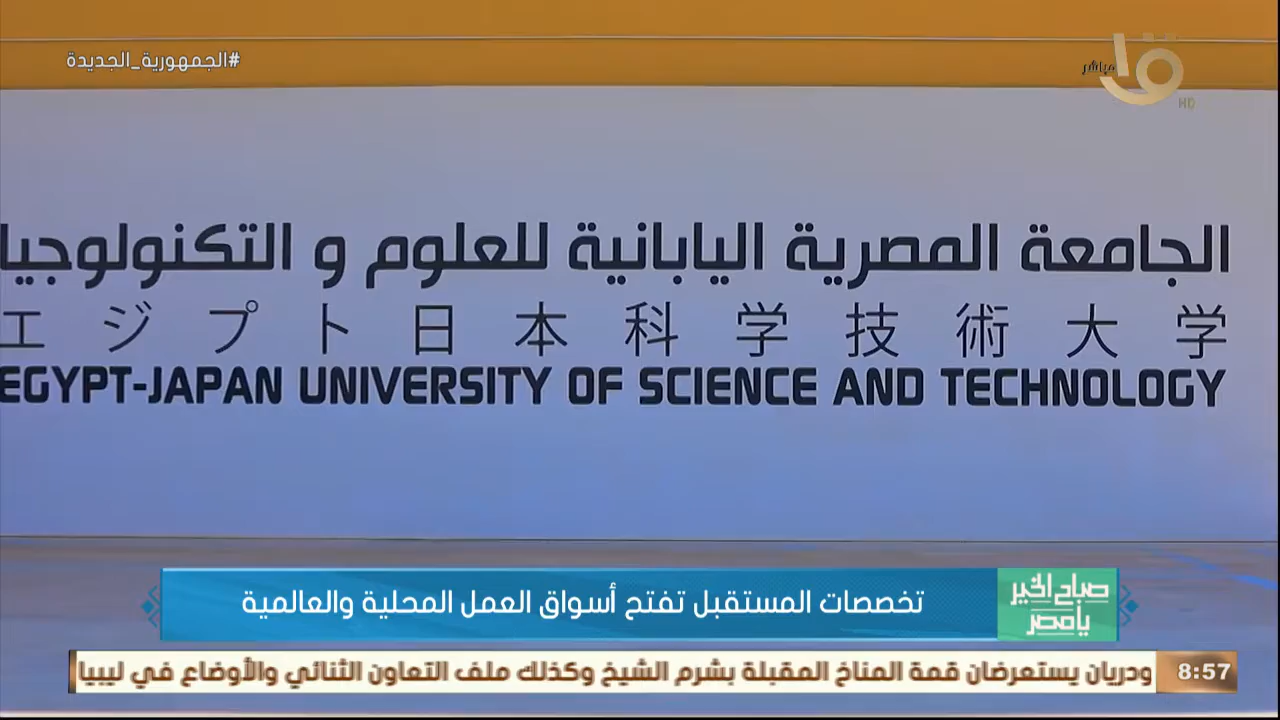 #الجمهورية_الجديدة
مباشر
HD
الجامعة المصرية اليابانية للعلوم و التكنولوجيا
エジプト日本科学技術大学
EGYPT-JAPAN UNIVERSITY OF SCIENCE AND TECHNOLOGY
تخصصات المستقبل تفتح أسواق العمل المحلية والعالمية
صباح الخير
يا مصر
ودريان يستعرضان قمة المناخ المقبلة بشرم الشيخ وكذلك ملف التعاون الثنائي والأوضاع في ليبيا
8:57